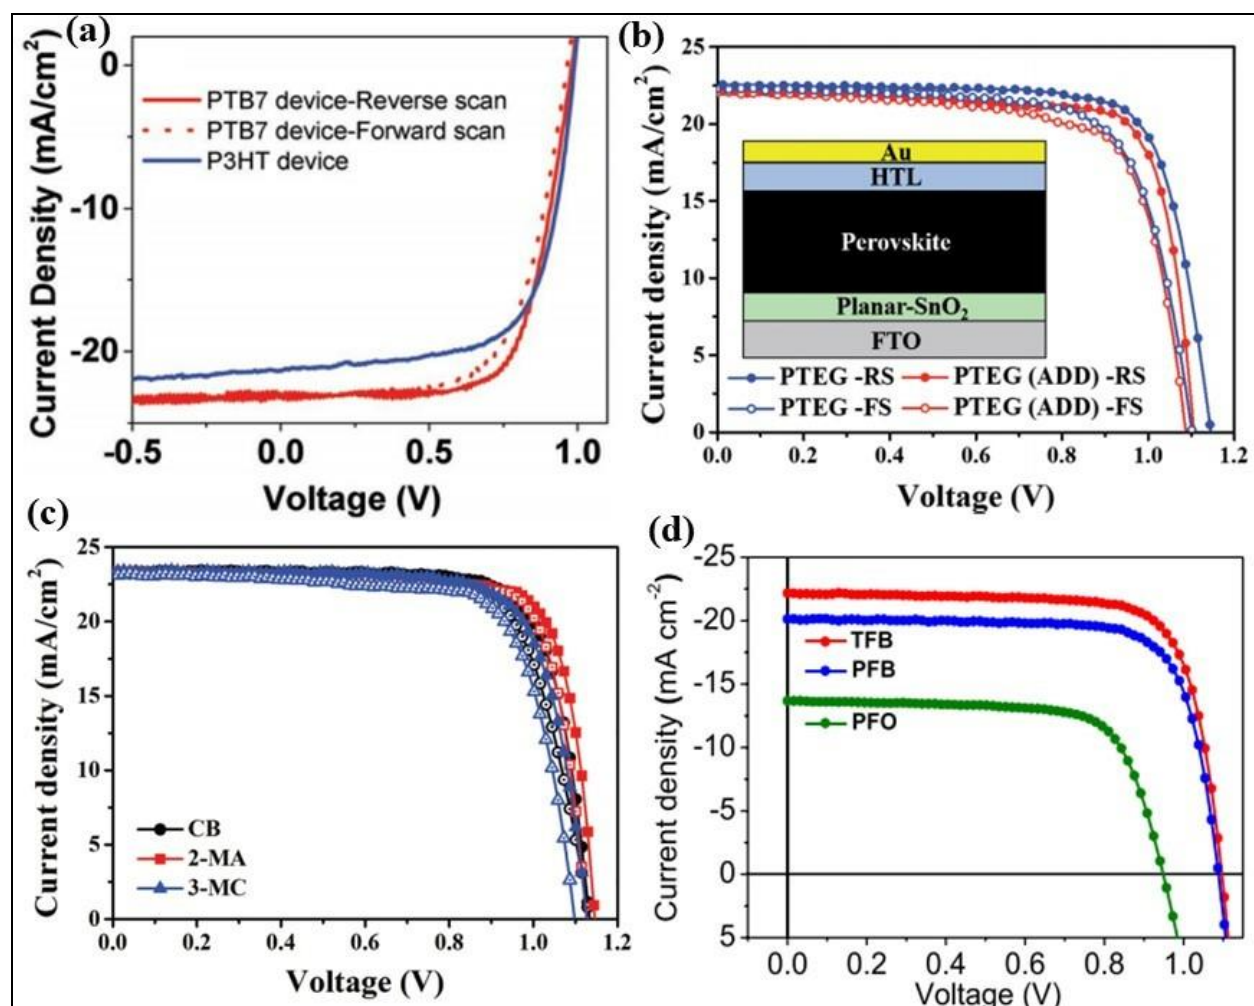 (a)
Current Density (mA/cm²)
0
-10
-20
PTB7 device-Reverse scan
PTB7 device-Forward scan
P3HT device
-0.5
0.0
0.5
1.0
Voltage (V)
(b)
Current density (mA/cm²)
25
20
15
10
5
0
Au
HTL
Perovskite
Planar-SnO₂
FTO
PTEG -RS
PTEG (ADD) -RS
PTEG -FS
PTEG (ADD) -FS
0.0
0.2
0.4
0.6
0.8
1.0
1.2
Voltage (V)
(c)
Current density (mA/cm²)
25
20
15
10
5
0
CB
2-MA
3-MC
0.0
0.2
0.4
0.6
0.8
1.0
1.2
Voltage (V)
(d)
Current density (mA cm⁻²)
-25
-20
-15
-10
-5
0
5
TFB
PFB
PFO
0.0
0.2
0.4
0.6
0.8
1.0
Voltage (V)